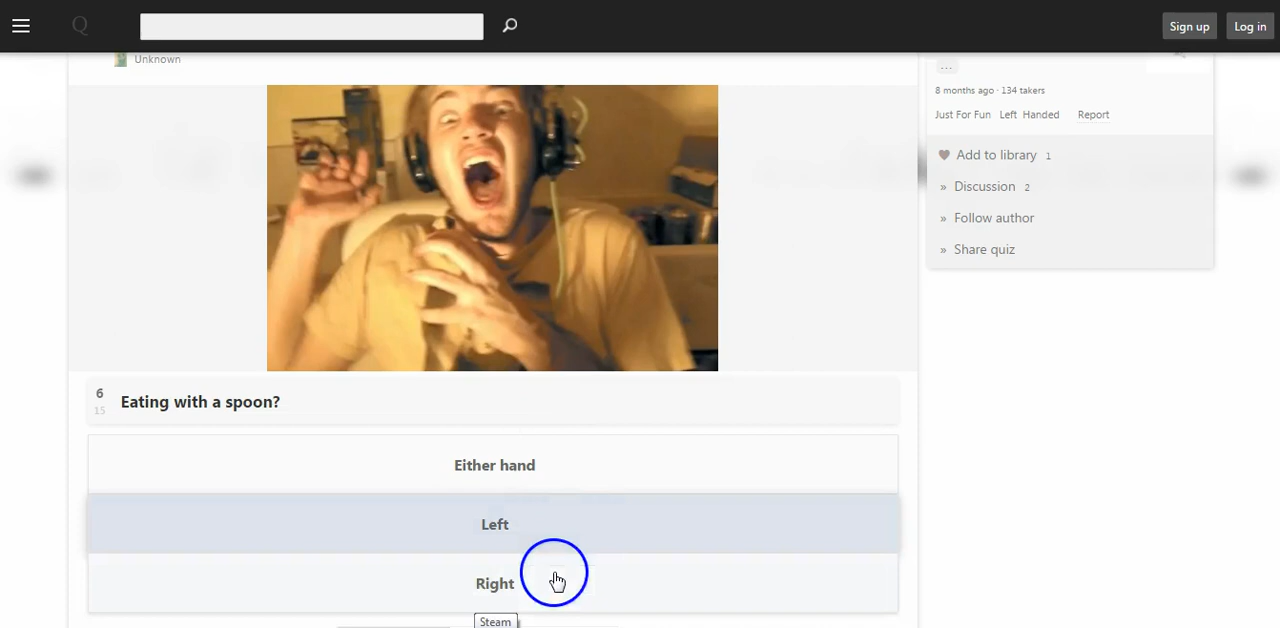 Q
Sign up
Log in
Unknown
...
8 months ago · 134 takers
Just For Fun Left Handed Report
Add to library 1
» Discussion 2
» Follow author
» Share quiz
6
15
Eating with a spoon?
Either hand
Left
Right
Steam